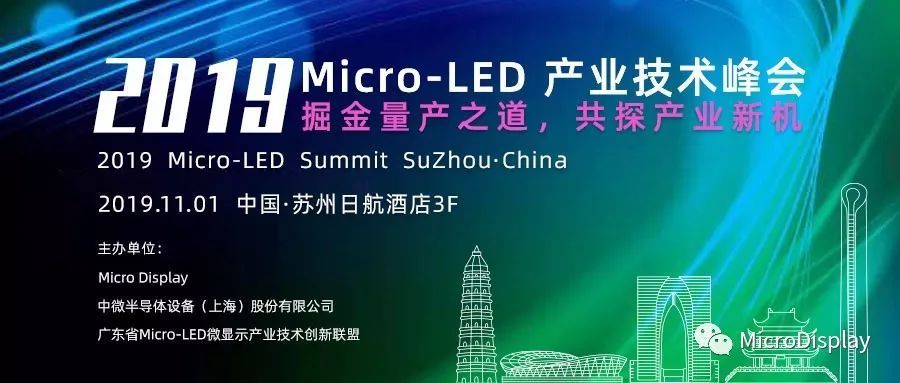 2019 Micro-LED 产业技术峰会
掘金量产之道，共探产业新机
2019 Micro-LED Summit SuZhou·China
2019.11.01 中国·苏州日航酒店3F
主办单位：
Micro Display
中微半导体设备（上海）股份有限公司
广东省Micro-LED微显示产业技术创新联盟
MicroDisplay